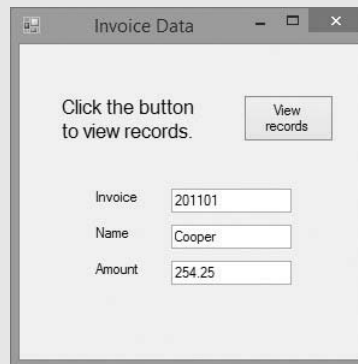 Invoice Data
Click the button
to view records.
View
records
Invoice 201101
Name Cooper
Amount 254.25